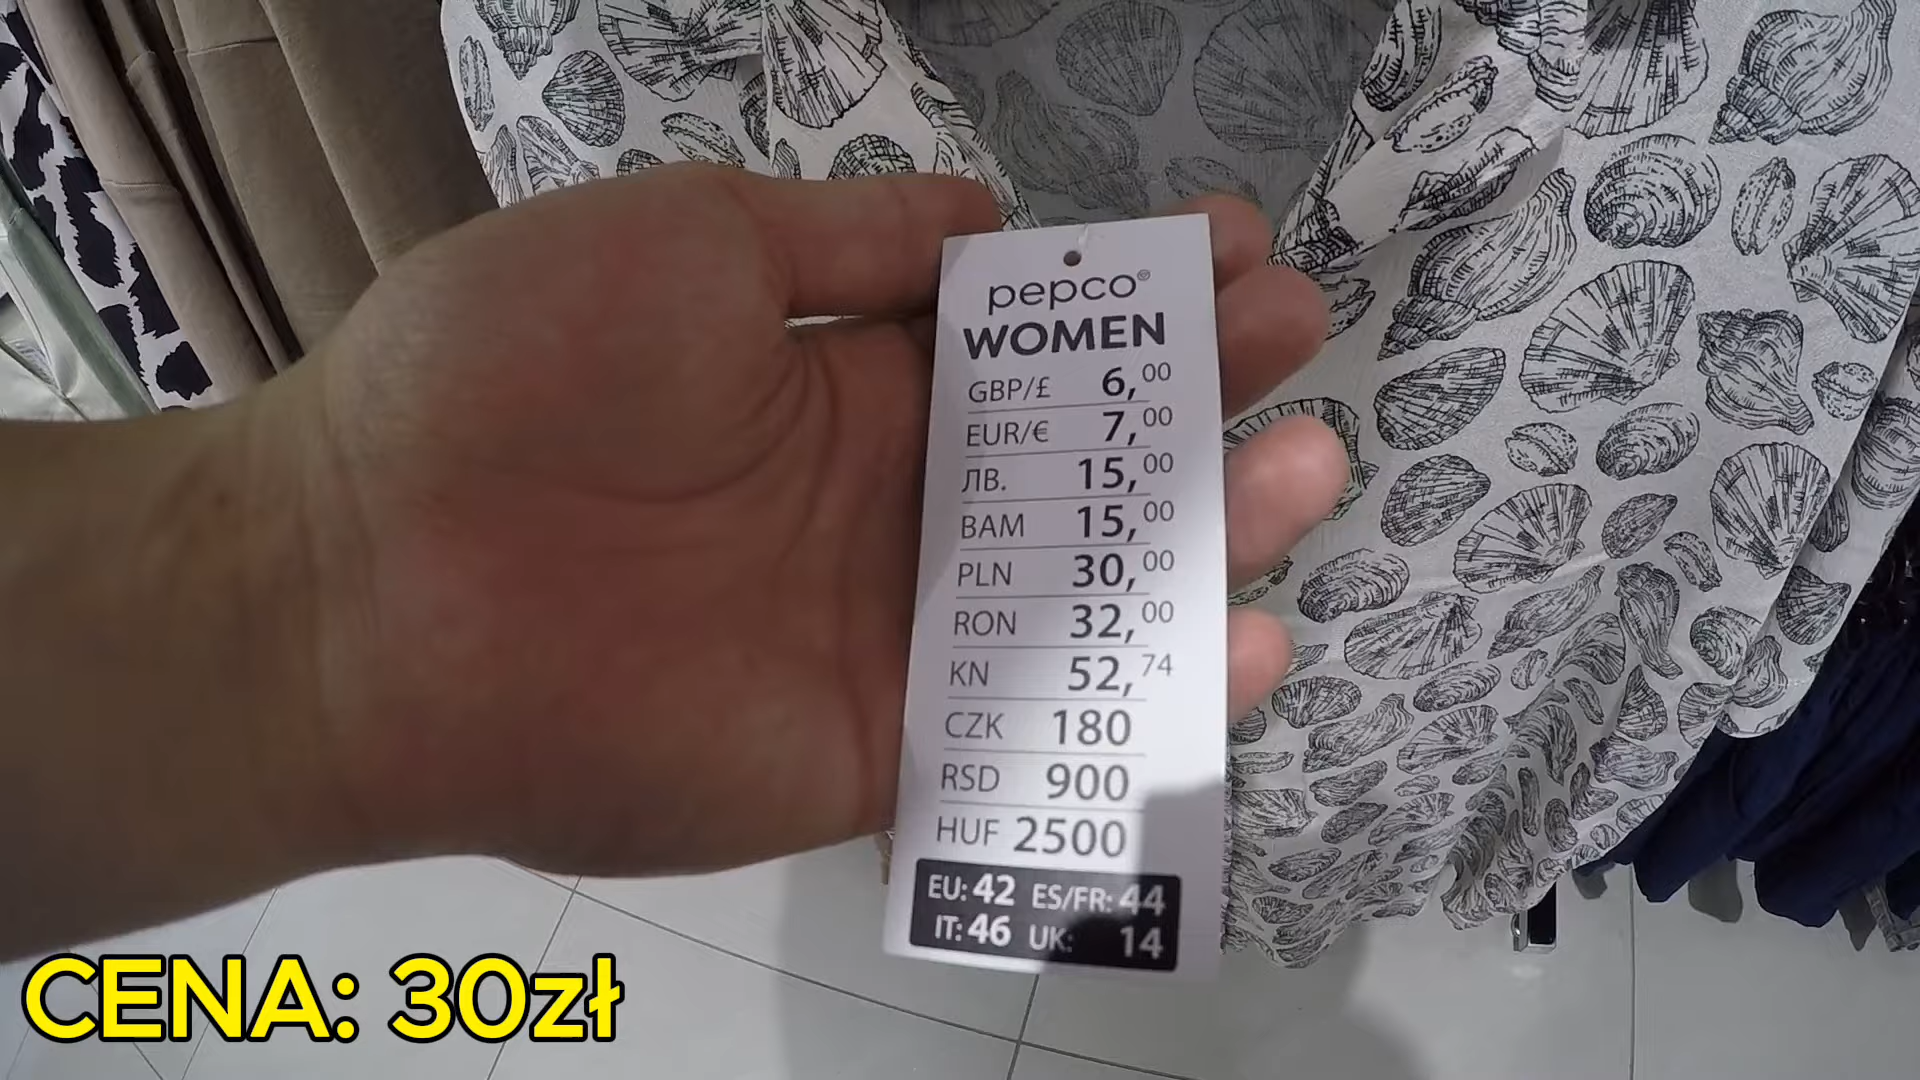 pepco®
WOMEN
GBP/£ 6,00
EUR/€ 7,00
ЛВ. 15,00
BAM 15,00
PLN 30,00
RON 32,00
KN 52,74
CZK 180
RSD 900
HUF 2500
EU: 42 ES/FR: 44
IT: 46 UK: 14
CENA: 30zł